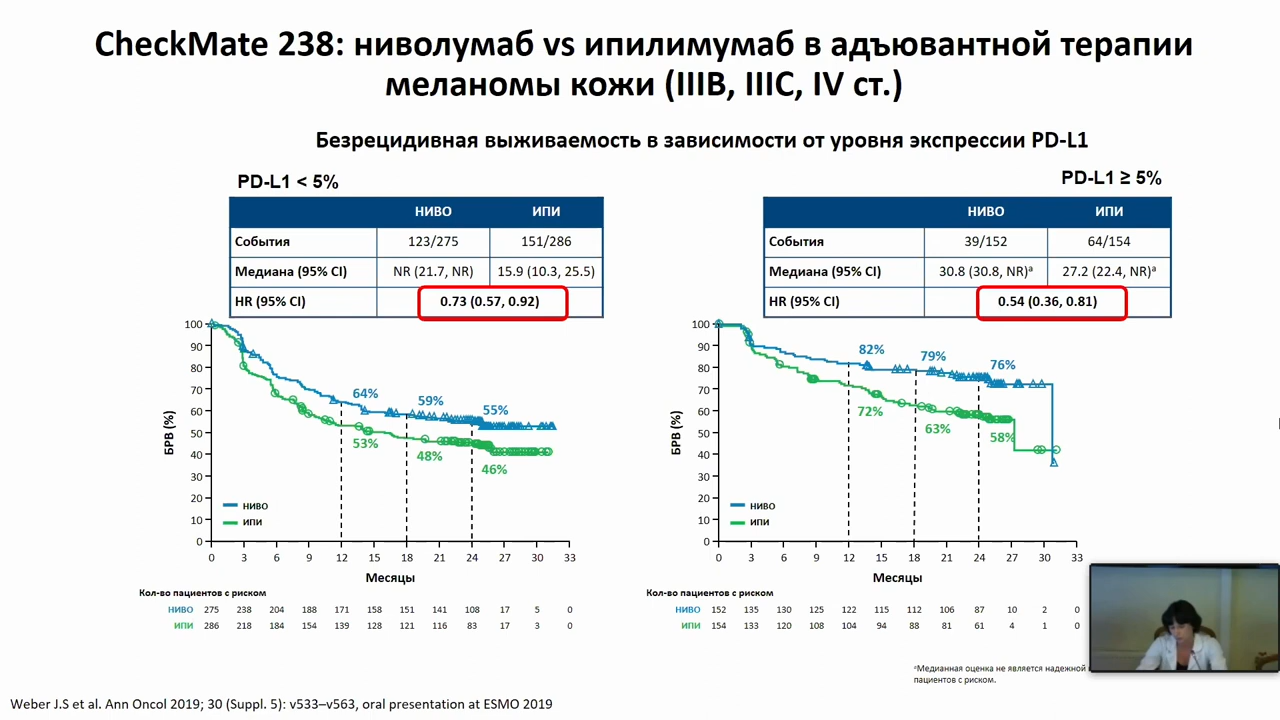 CheckMate 238: ниволумаб vs ипилимумаб в адъювантной терапии
меланомы кожи (IIIB, IIIC, IV ст.)
Безрецидивная выживаемость в зависимости от уровня экспрессии PD-L1
PD-L1 < 5%
НИВО ИПИ
События 123/275 151/286
Медиана (95% CI) NR (21.7, NR) 15.9 (10.3, 25.5)
HR (95% CI) 0.73 (0.57, 0.92)
БРВ (%)
100
90
80
70
60
50
40
30
20
10
0
64%
59%
55%
53%
48%
46%
НИВО
ИПИ
0 3 6 9 12 15 18 21 24 27 30 33
Месяцы
Кол-во пациентов с риском
НИВО 275 238 204 188 171 158 151 141 108 17 5 0
ИПИ 286 218 184 154 139 128 121 116 83 17 3 0
PD-L1 ≥ 5%
НИВО ИПИ
События 39/152 64/154
Медиана (95% CI) 30.8 (30.8, NR)ᵃ 27.2 (22.4, NR)ᵃ
HR (95% CI) 0.54 (0.36, 0.81)
БРВ (%)
100
90
80
70
60
50
40
30
20
10
0
82%
79%
76%
72%
63%
58%
НИВО
ИПИ
0 3 6 9 12 15 18 21 24 27 30 33
Месяцы
Кол-во пациентов с риском
НИВО 152 135 130 125 122 115 112 106 87 10 2 0
ИПИ 154 133 120 108 104 94 88 81 61 4 1 0
ᵃМедианная оценка не является надежной
пациентов с риском.
Weber J.S et al. Ann Oncol 2019; 30 (Suppl. 5): v533–v563, oral presentation at ESMO 2019